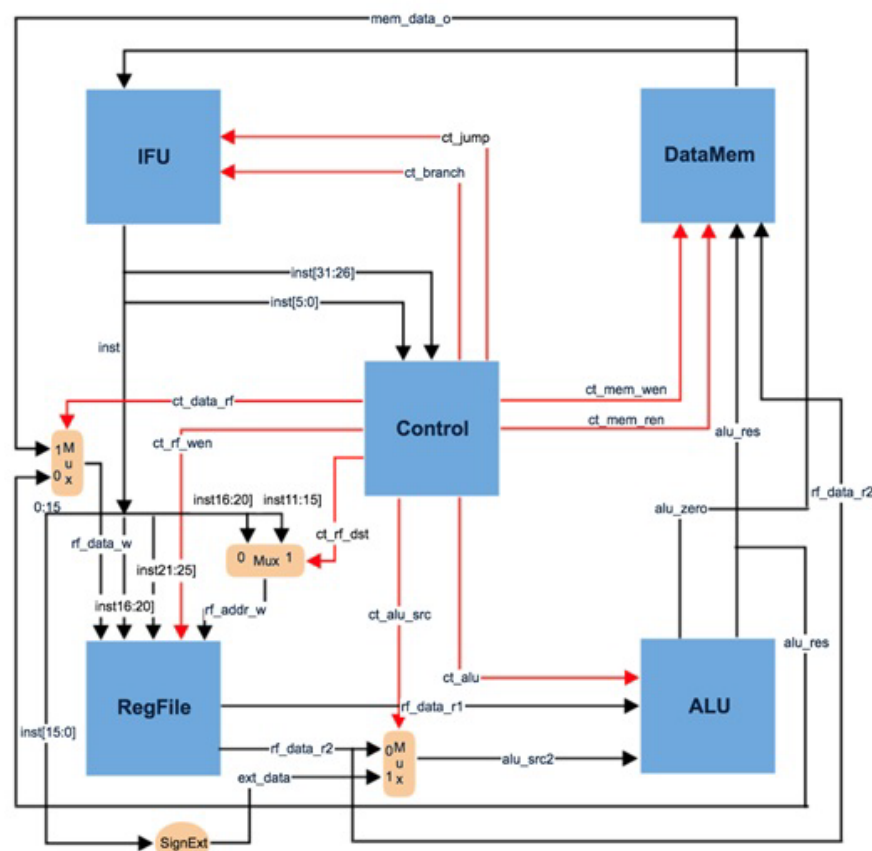 mem_data_o
IFU
DataMem
ct_jump
ct_branch
inst[31:26]
inst[5:0]
inst
ct_data_rf
ct_rf_wen
Control
ct_mem_wen
ct_mem_ren
alu_res
rf_data_r2
1 M
u
0 x
0:15
inst16:20]
inst11:15]
alu_zero
rf_data_w
ct_rf_dst
0 Mux 1
inst21:25]
inst16:20]
rf_addr_w
ct_alu_src
alu_res
ct_alu
RegFile
rf_data_r1
ALU
inst[15:0]
rf_data_r2
0 M
u
1 x
alu_src2
ext_data
SignExt